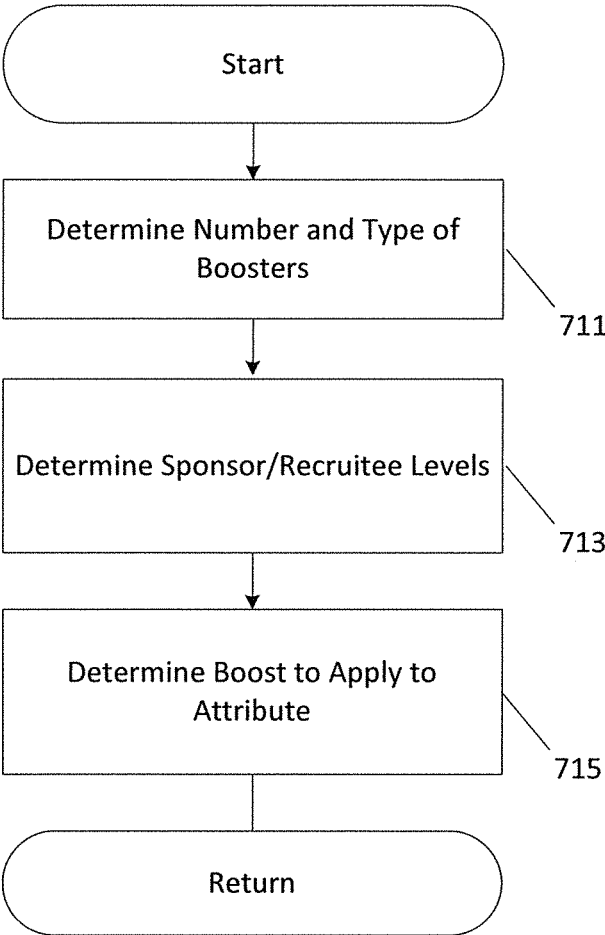 Start
Determine Number and Type of
Boosters
711
Determine Sponsor/Recruitee Levels
713
Determine Boost to Apply to
Attribute
715
Return